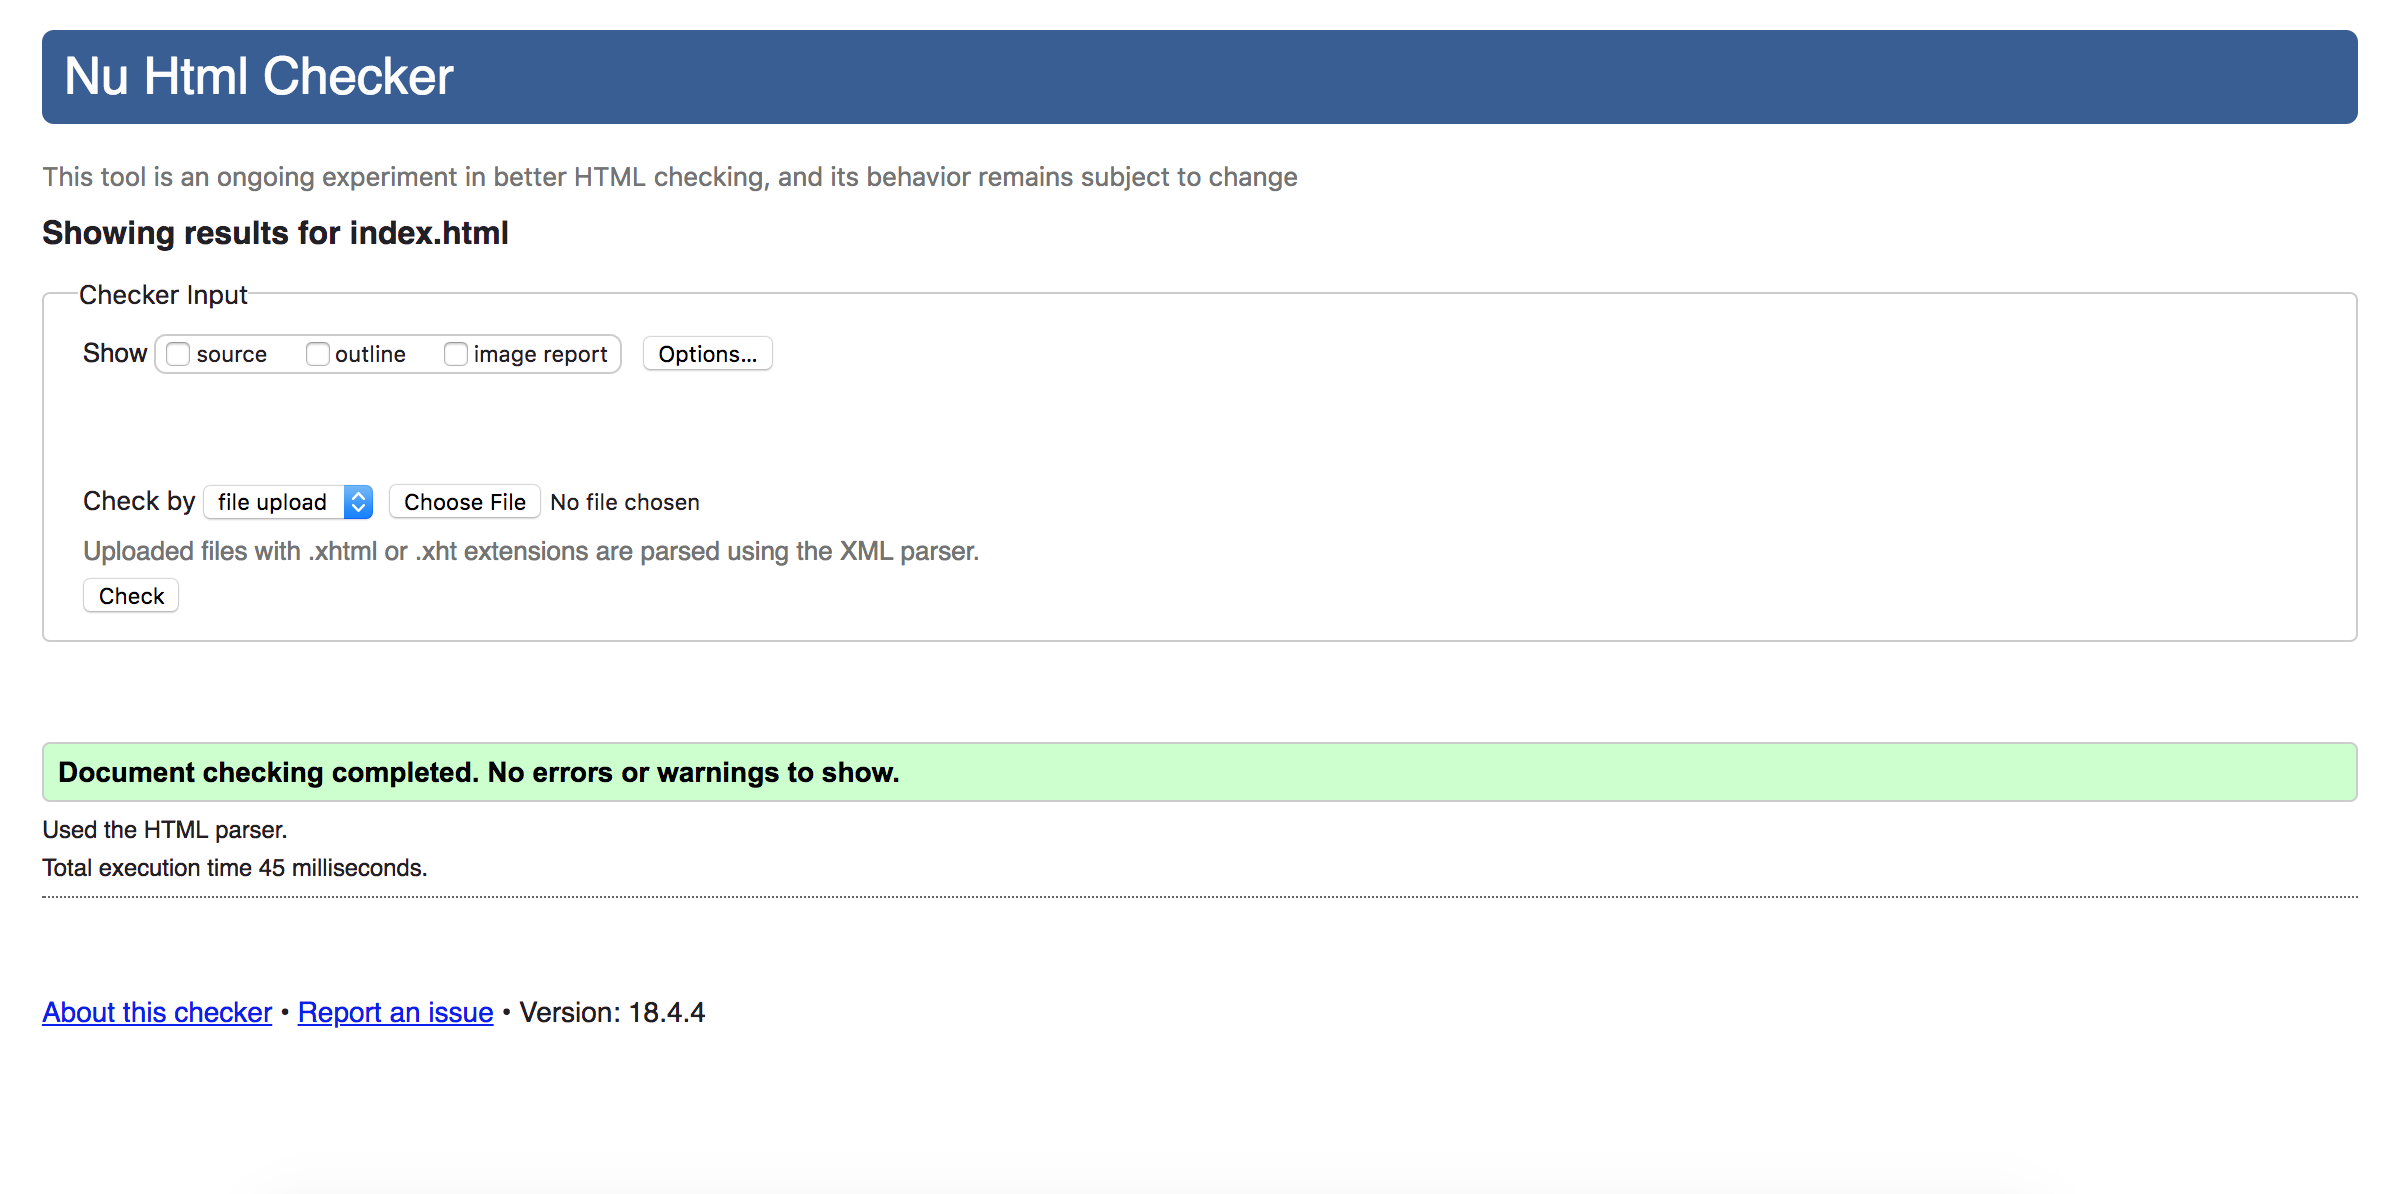 Nu Html Checker
This tool is an ongoing experiment in better HTML checking, and its behavior remains subject to change
Showing results for index.html
Checker Input
Show source outline image report Options...
Check by file upload Choose File No file chosen
Uploaded files with .xhtml or .xht extensions are parsed using the XML parser.
Check
Document checking completed. No errors or warnings to show.
Used the HTML parser.
Total execution time 45 milliseconds.
About this checker • Report an issue • Version: 18.4.4